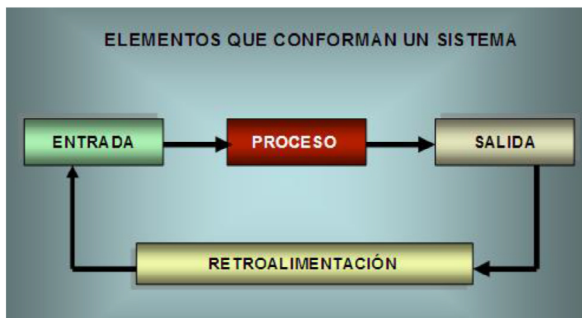 ELEMENTOS QUE CONFORMAN UN SISTEMA
ENTRADA
PROCESO
SALIDA
RETROALIMENTACIÓN